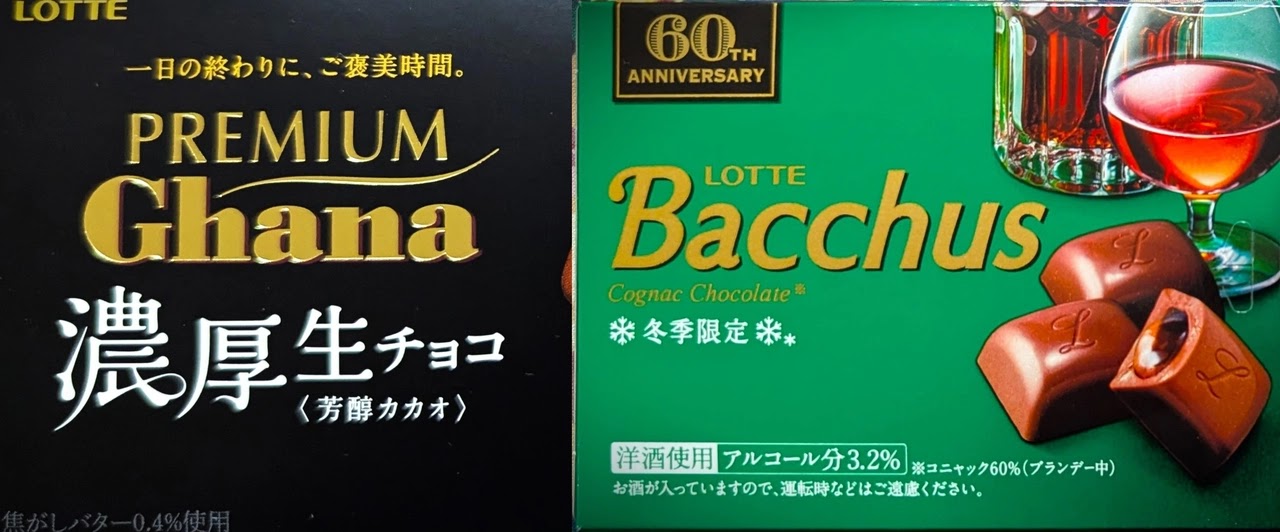 LOTTE
一日の終わりに、ご褒美時間。
PREMIUM
Ghana
濃厚生チョコ
〈芳醇カカオ〉
焦がしバター0.4%使用
60TH
ANNIVERSARY
LOTTE
Bacchus
Cognac Chocolate※
冬季限定
洋酒使用 アルコール分3.2% ※コニャック60%(ブランデー中)
お酒が入っていますので、運転時などはご遠慮ください。
L
L
L